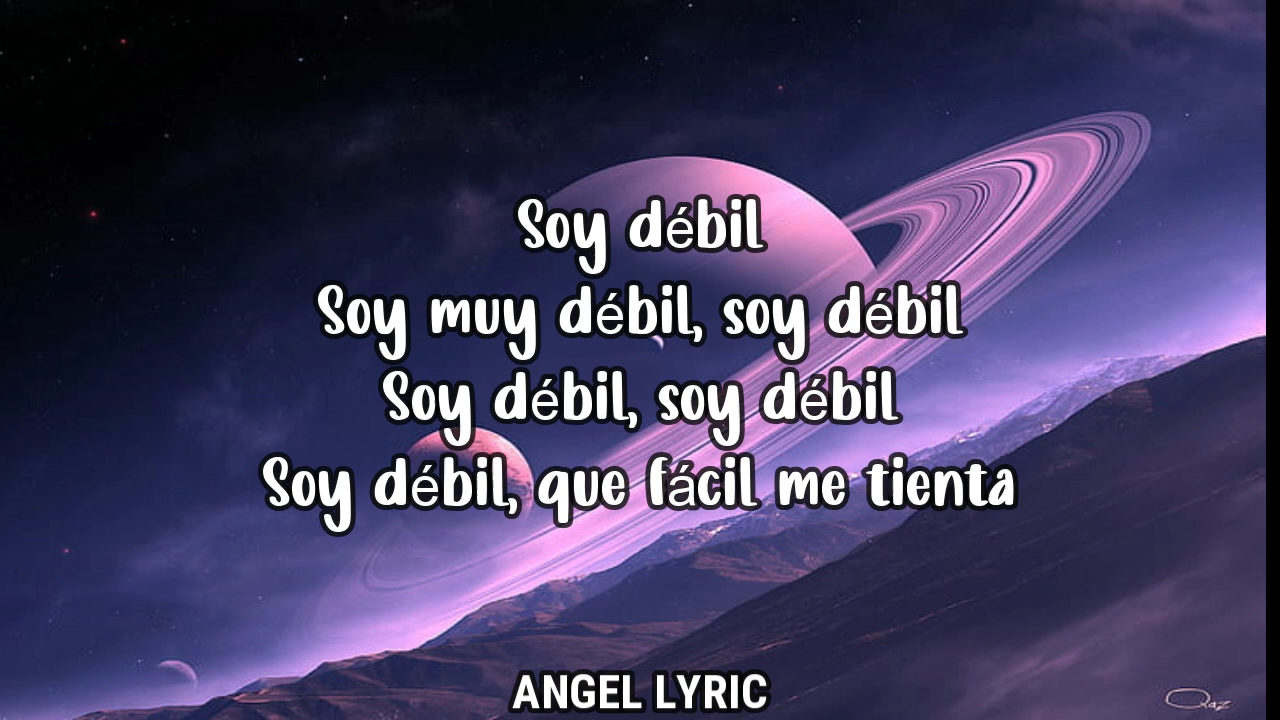 Soy débil
Soy muy débil, soy débil
Soy débil, soy débil
Soy débil, que fácil me tienta
ANGEL LYRIC
Qaz